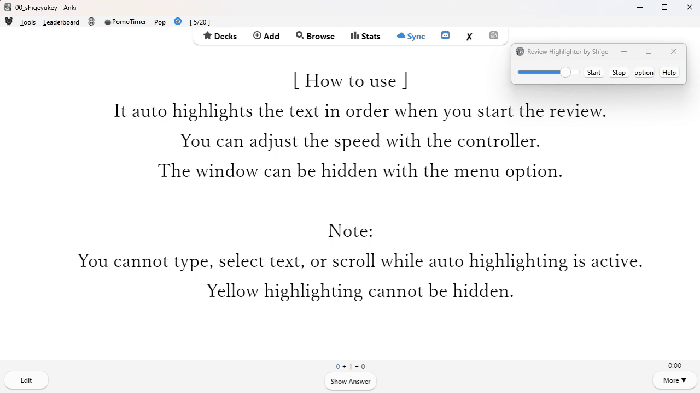 00_shigeyukey - Anki
Tools Leaderboard PomoTimer Pop [ 5/20 ]
Decks Add Browse Stats Sync
Review Highlighter by Shige
Start Stop option Help
[ How to use ]
It auto highlights the text in order when you start the review.
You can adjust the speed with the controller.
The window can be hidden with the menu option.
Note:
You cannot type, select text, or scroll while auto highlighting is active.
Yellow highlighting cannot be hidden.
0 + 1 + 0
0:00
Edit
Show Answer
More ▼